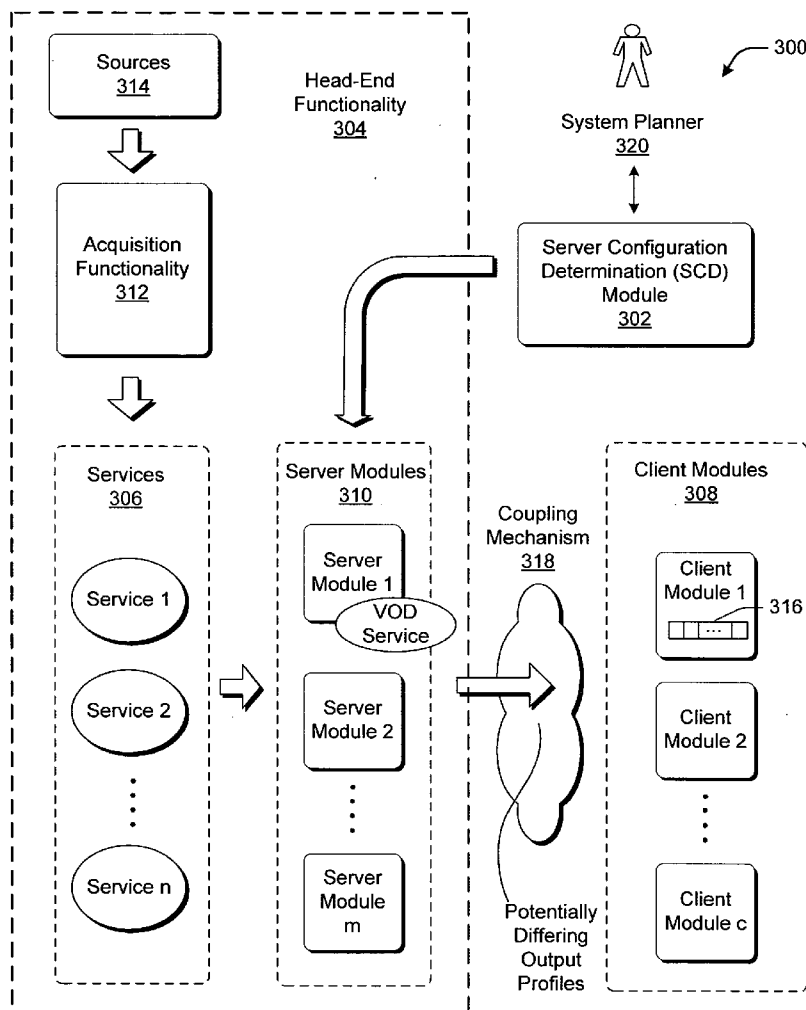 Sources
314
Head-End
Functionality
304
300
System Planner
320
Acquisition
Functionality
312
Server Configuration
Determination (SCD)
Module
302
Services
306
Service 1
Service 2
Service n
Server Modules
310
Server
Module 1
VOD
Service
Server
Module 2
Server
Module
m
Coupling
Mechanism
318
Potentially
Differing
Output
Profiles
Client Modules
308
Client
Module 1
...
316
Client
Module 2
Client
Module c